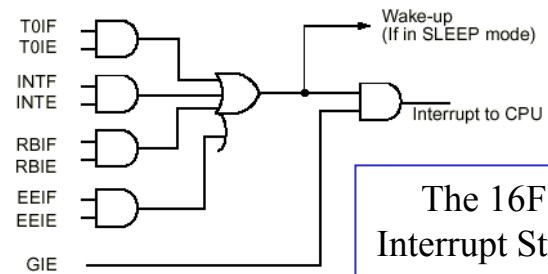 T0IF
T0IE
INTF
INTE
RBIF
RBIE
EEIF
EEIE
GIE
Wake-up
(If in SLEEP mode)
Interrupt to CPU
The 16F
Interrupt St